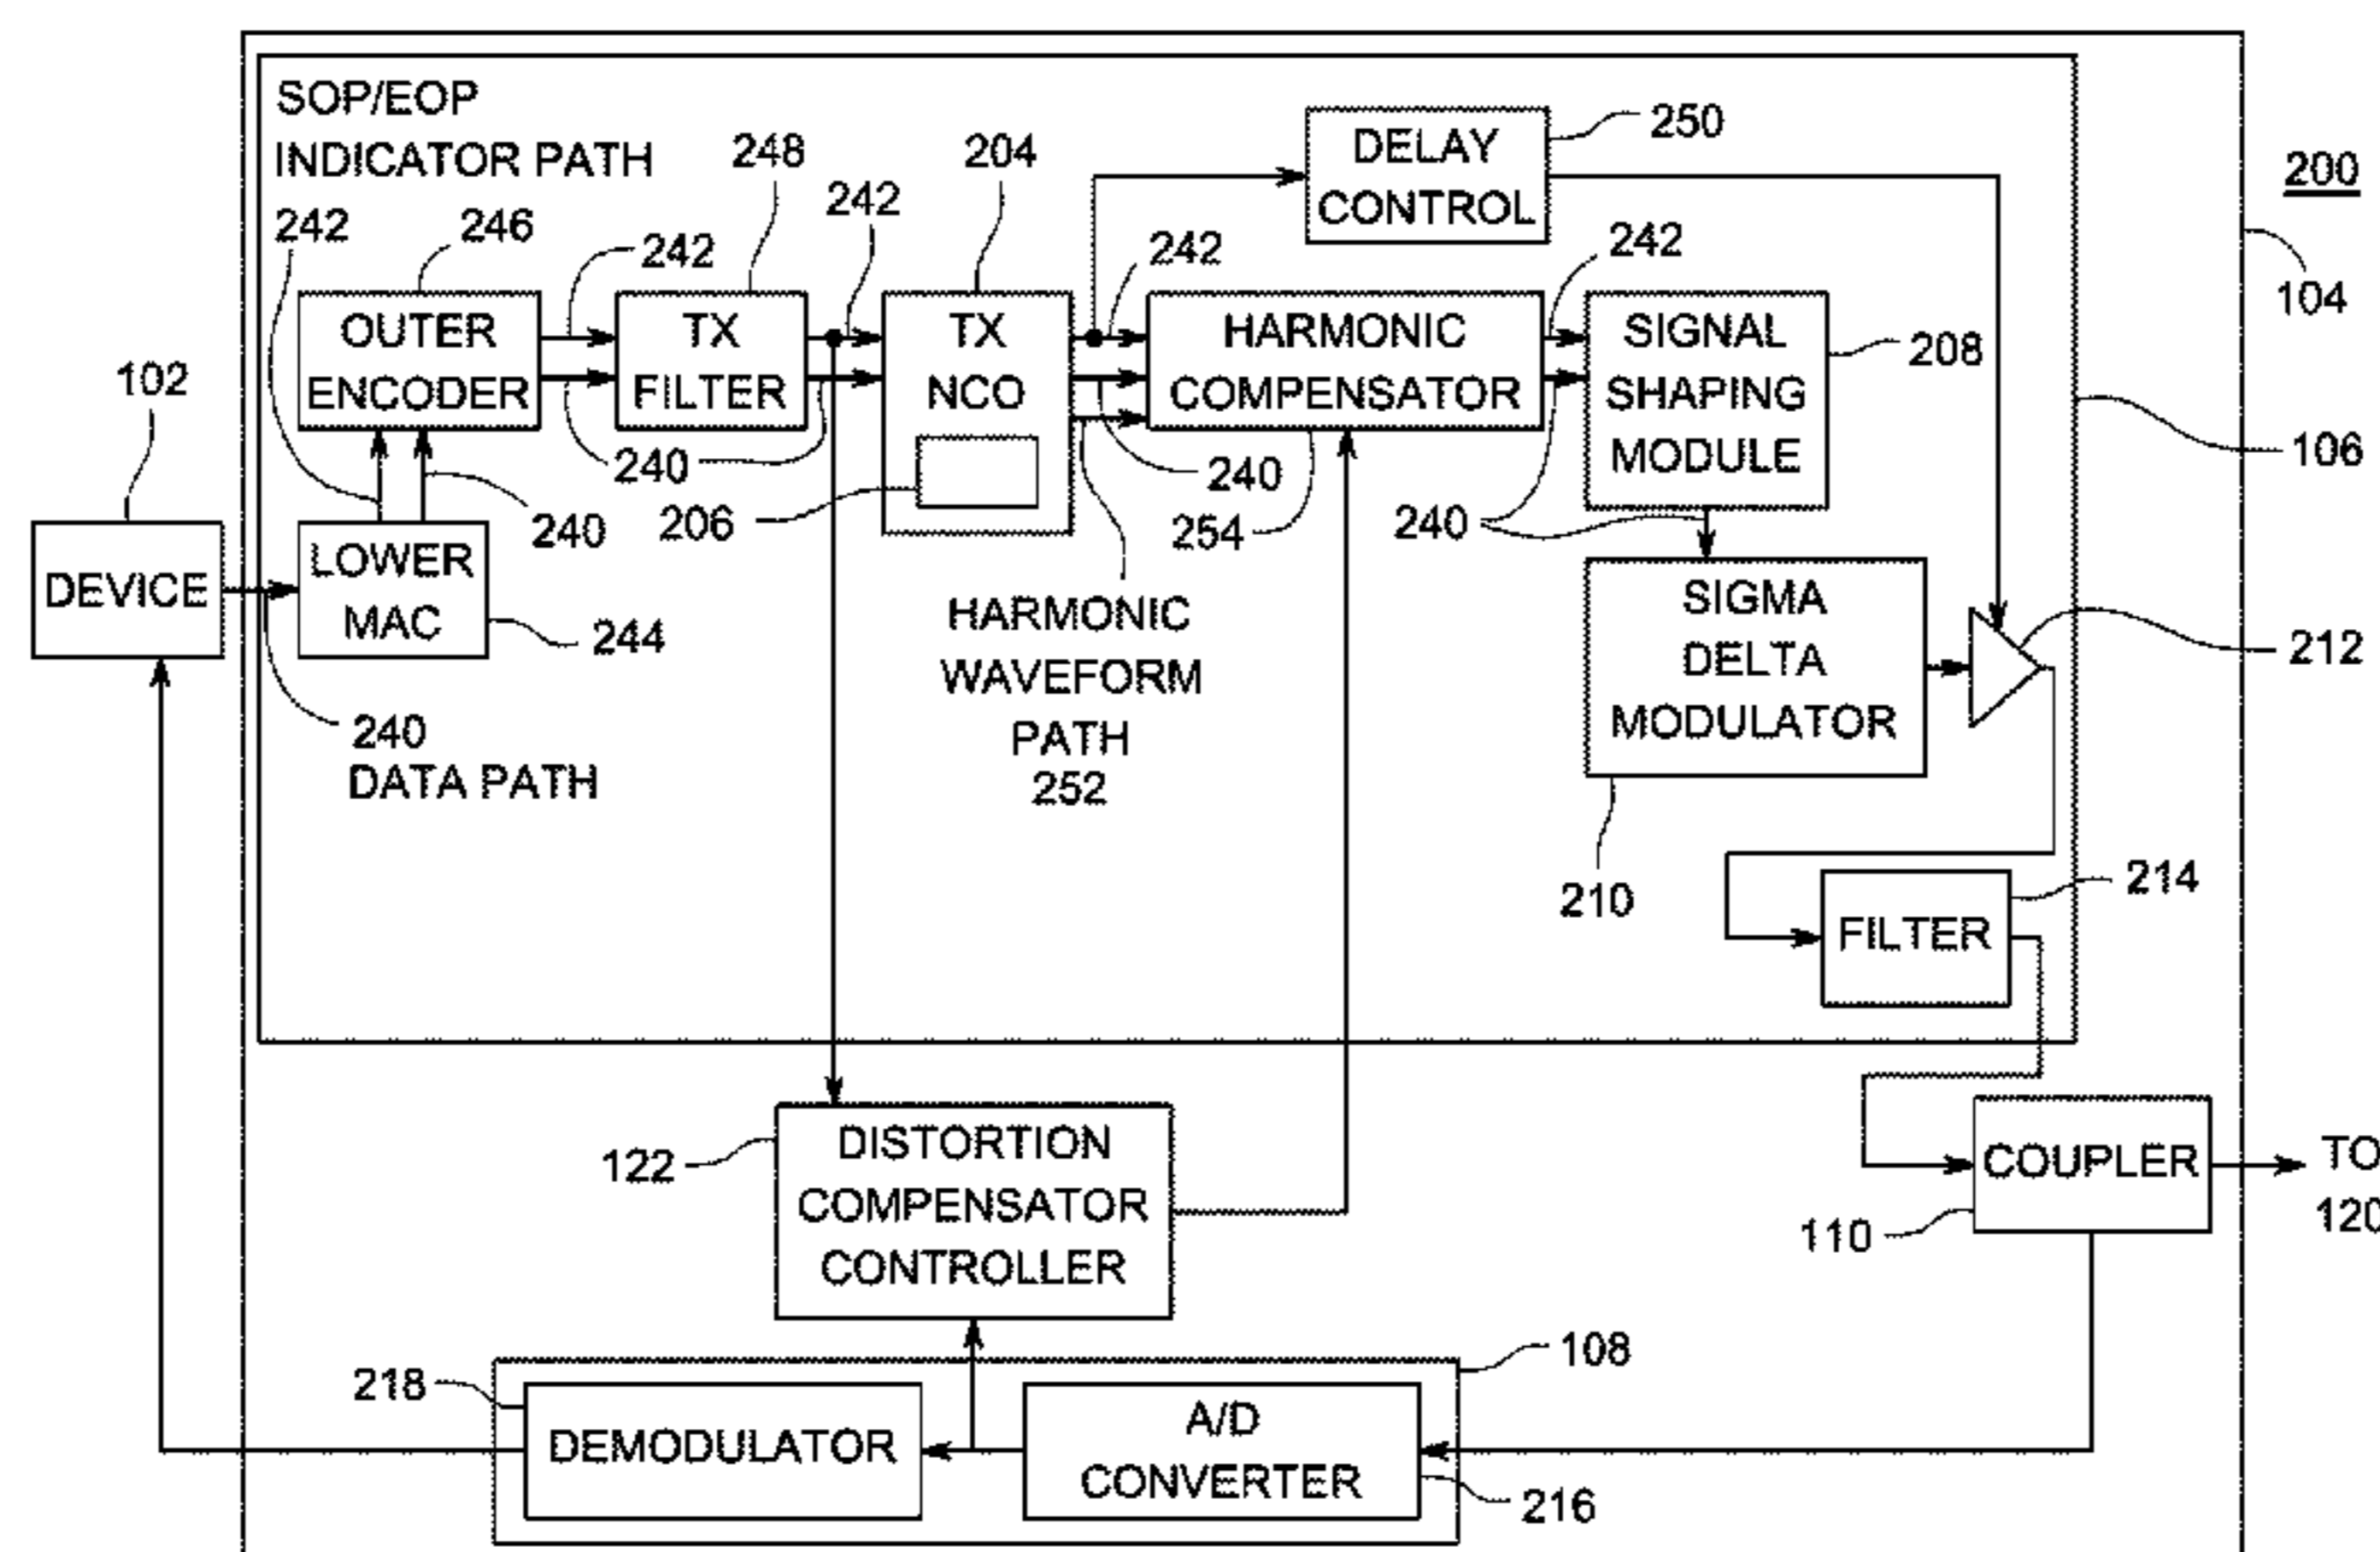 SOP/EOP
INDICATOR PATH
242
246
242
248
242
204
242
250
DELAY
CONTROL
242
200
104
OUTER
ENCODER
TX
FILTER
TX
NCO
HARMONIC
COMPENSATOR
SIGNAL
SHAPING
MODULE
208
106
102
240
240
206
240
254
240
DEVICE
LOWER
MAC
244
240
DATA PATH
HARMONIC
WAVEFORM
PATH
252
SIGMA
DELTA
MODULATOR
212
210
214
FILTER
122
DISTORTION
COMPENSATOR
CONTROLLER
COUPLER
110
TO
120
108
218
DEMODULATOR
A/D
CONVERTER
216